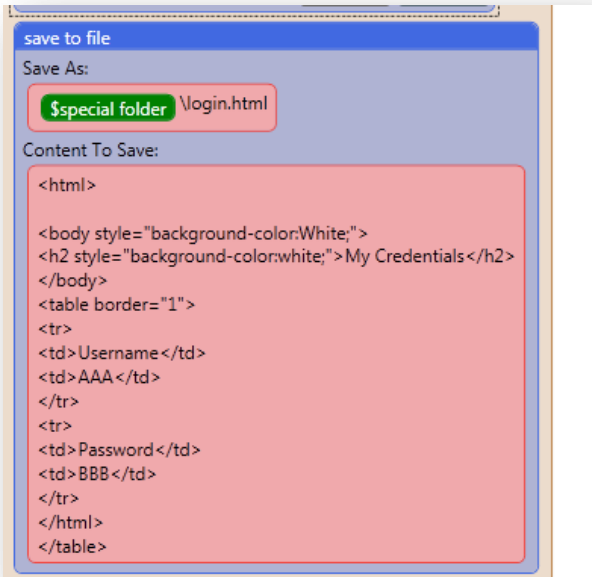 save to file
Save As:
$special folder \login.html
Content To Save:
<html>

<body style="background-color:White;">
<h2 style="background-color:white;">My Credentials</h2>
</body>
<table border="1">
<tr>
<td>Username</td>
<td>AAA</td>
</tr>
<tr>
<td>Password</td>
<td>BBB</td>
</tr>
</html>
</table>